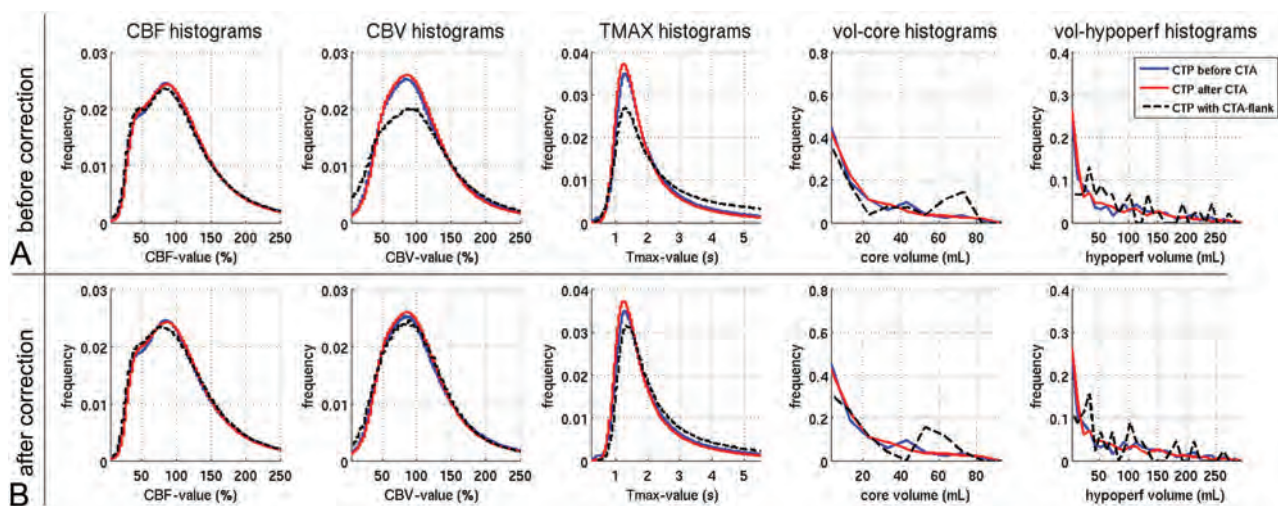 CBF histograms CBV histograms TMAX histograms vol-core histograms vol-hypoperf histograms
A before correction
frequency
0.03
0.02
0.01
0
50 100 150 200 250
CBF-value (%)
frequency
0.03
0.02
0.01
0
50 100 150 200 250
CBV-value (%)
frequency
0.04
0.03
0.02
0.01
0
1 2 3 4 5
Tmax-value (s)
frequency
0.8
0.6
0.4
0.2
0
20 40 60 80
core volume (mL)
frequency
0.4
0.3
0.2
0.1
0
50 100 150 200 250
hypoperf volume (mL)
CTP before CTA
CTP after CTA
CTP with CTA-flank
B after correction
frequency
0.03
0.02
0.01
0
50 100 150 200 250
CBF-value (%)
frequency
0.03
0.02
0.01
0
50 100 150 200 250
CBV-value (%)
frequency
0.04
0.03
0.02
0.01
0
1 2 3 4 5
Tmax-value (s)
frequency
0.8
0.6
0.4
0.2
0
20 40 60 80
core volume (mL)
frequency
0.4
0.3
0.2
0.1
0
50 100 150 200 250
hypoperf volume (mL)